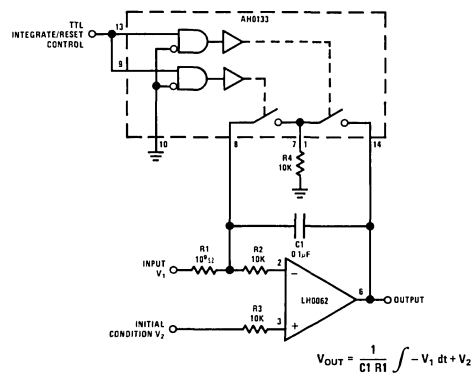 AH0133
TTL
INTEGRATE/RESET
CONTROL
13
9
10
8
7
1
14
R4
10K
C1
0.1μF
INPUT
V₁
R1
10⁹Ω
R2
10K
2
−
LH0062
6
OUTPUT
INITIAL
CONDITION V₂
R3
10K
3
+
V_OUT = 1/(C1 R1) ∫ − V₁ dt + V₂